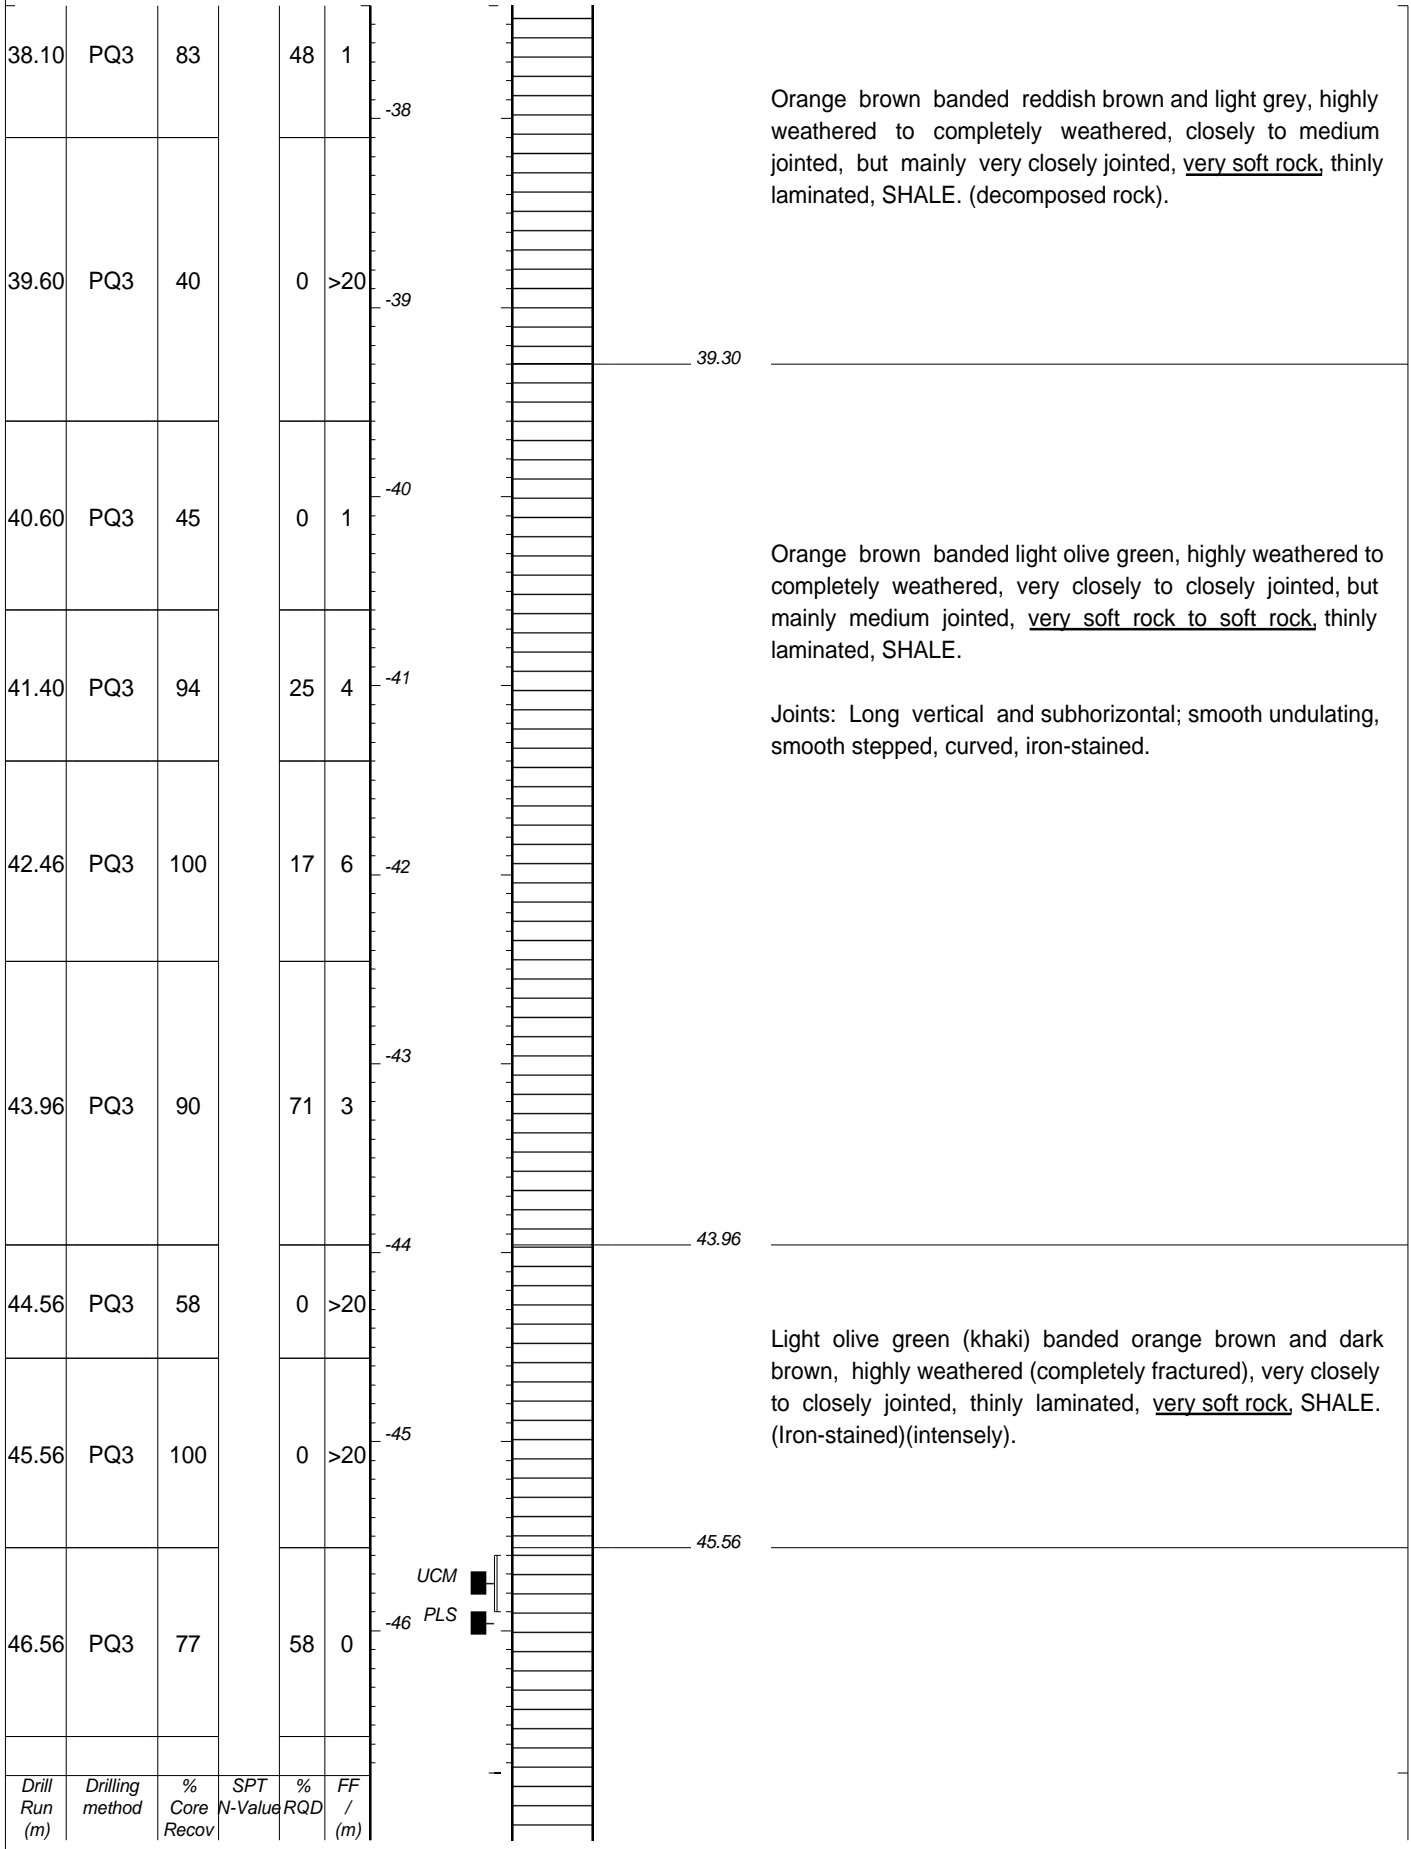 38.10 PQ3 83 48 1
-38
Orange brown banded reddish brown and light grey, highly
weathered to completely weathered, closely to medium
jointed, but mainly very closely jointed, very soft rock, thinly
laminated, SHALE. (decomposed rock).
39.60 PQ3 40 0 >20
-39
39.30
-40
40.60 PQ3 45 0 1
Orange brown banded light olive green, highly weathered to
completely weathered, very closely to closely jointed, but
mainly medium jointed, very soft rock to soft rock, thinly
laminated, SHALE.
41.40 PQ3 94 25 4
-41
Joints: Long vertical and subhorizontal; smooth undulating,
smooth stepped, curved, iron-stained.
42.46 PQ3 100 17 6
-42
-43
43.96 PQ3 90 71 3
43.96
-44
44.56 PQ3 58 0 >20
Light olive green (khaki) banded orange brown and dark
brown, highly weathered (completely fractured), very closely
to closely jointed, thinly laminated, very soft rock, SHALE.
(Iron-stained)(intensely).
-45
45.56 PQ3 100 0 >20
45.56
UCM
PLS
-46
46.56 PQ3 77 58 0
Drill Drilling % SPT % FF
Run method Core N-Value RQD /
(m) Recov (m)